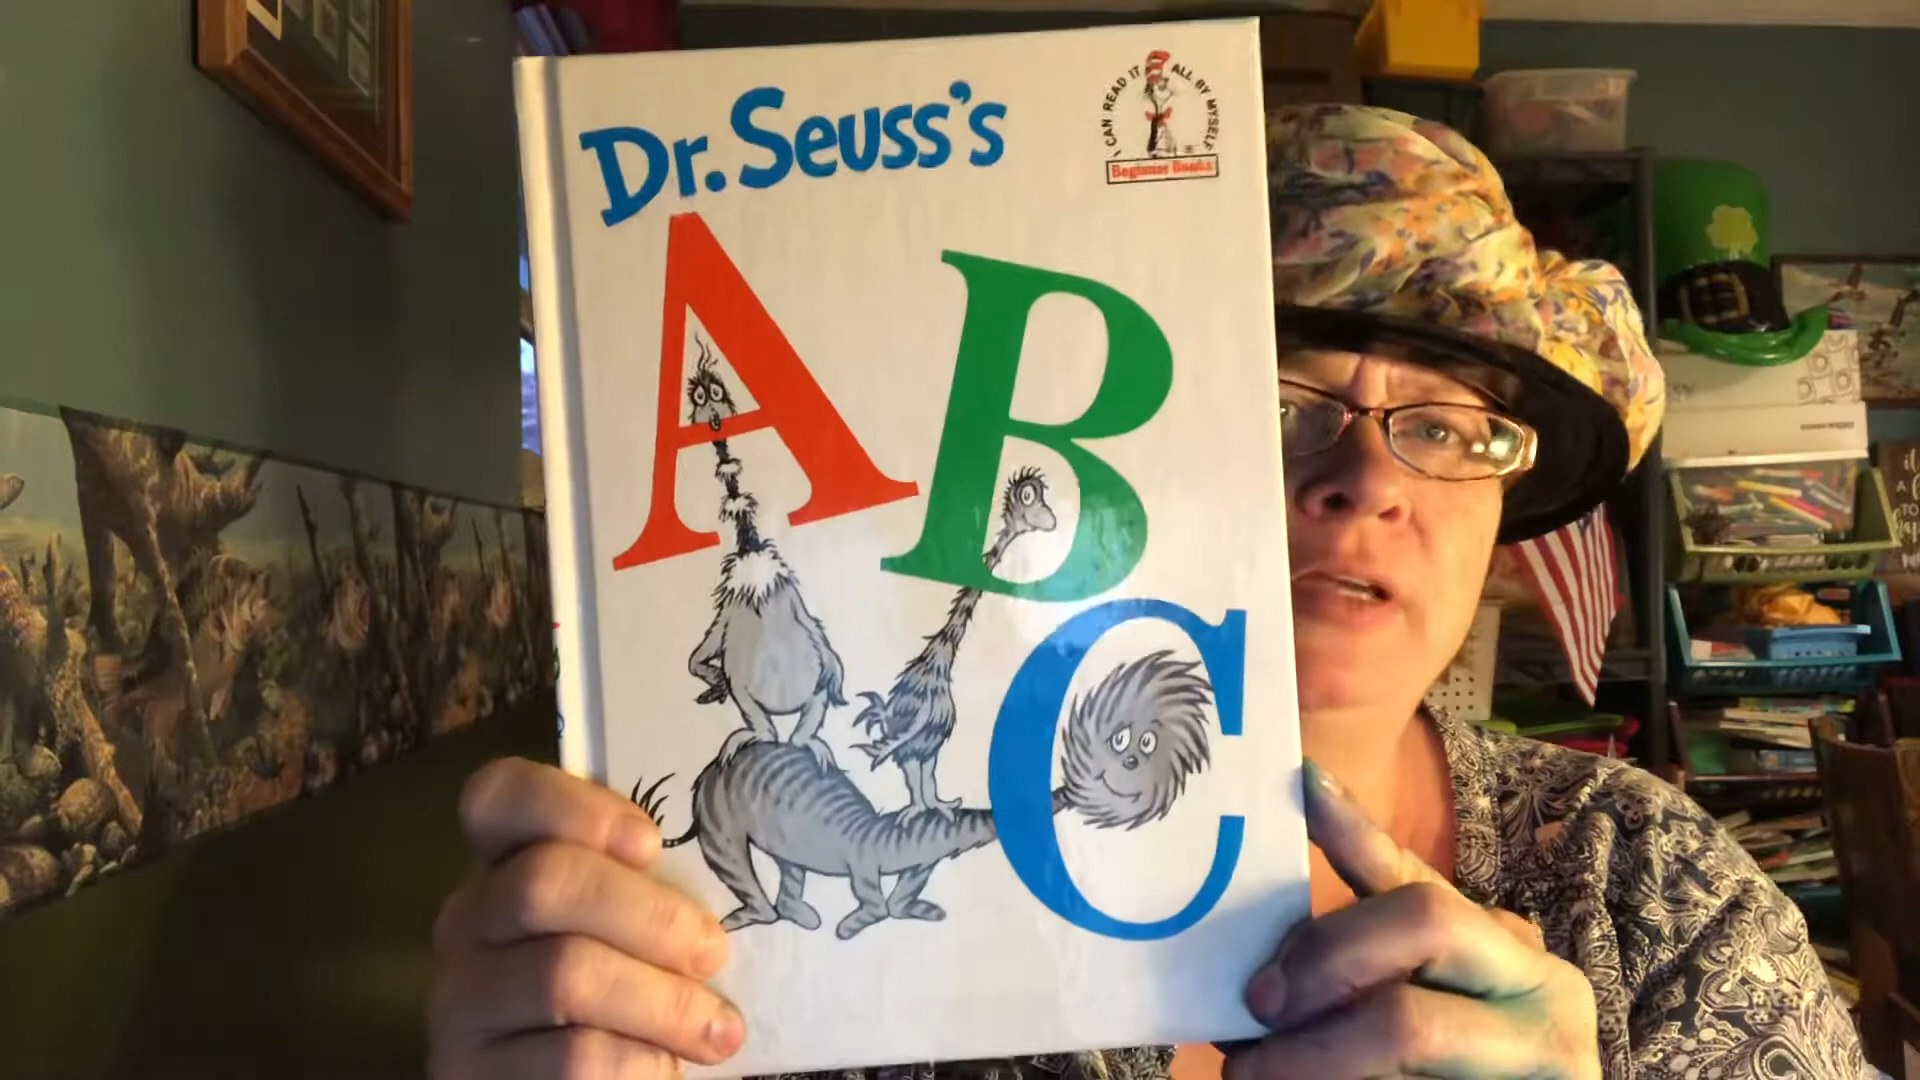 Dr. Seuss's
I CAN READ IT ALL BY MYSELF
Beginner Books
A
B
C